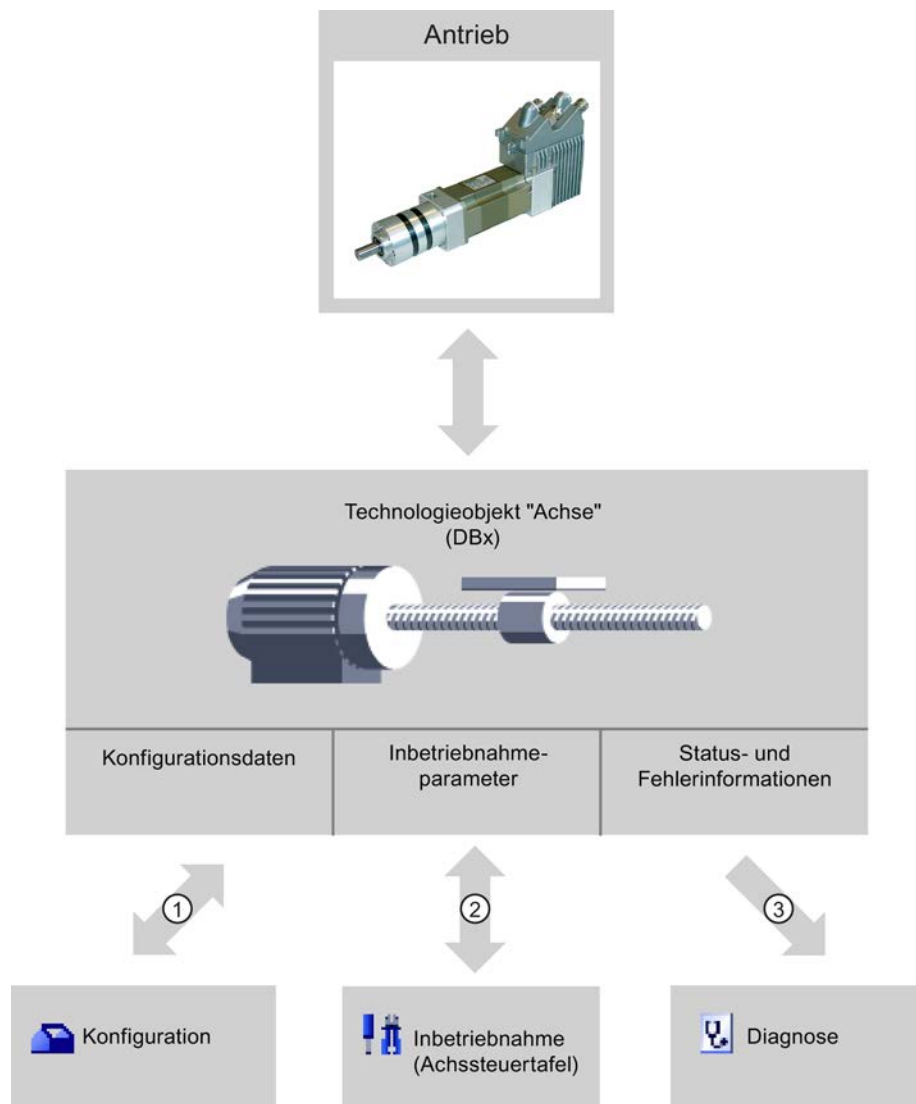 Antrieb
Technologieobjekt "Achse"
(DBx)
Konfigurationsdaten
Inbetriebnahme-
parameter
Status- und
Fehlerinformationen
1
2
3
Konfiguration
Inbetriebnahme
(Achssteuertafel)
Diagnose